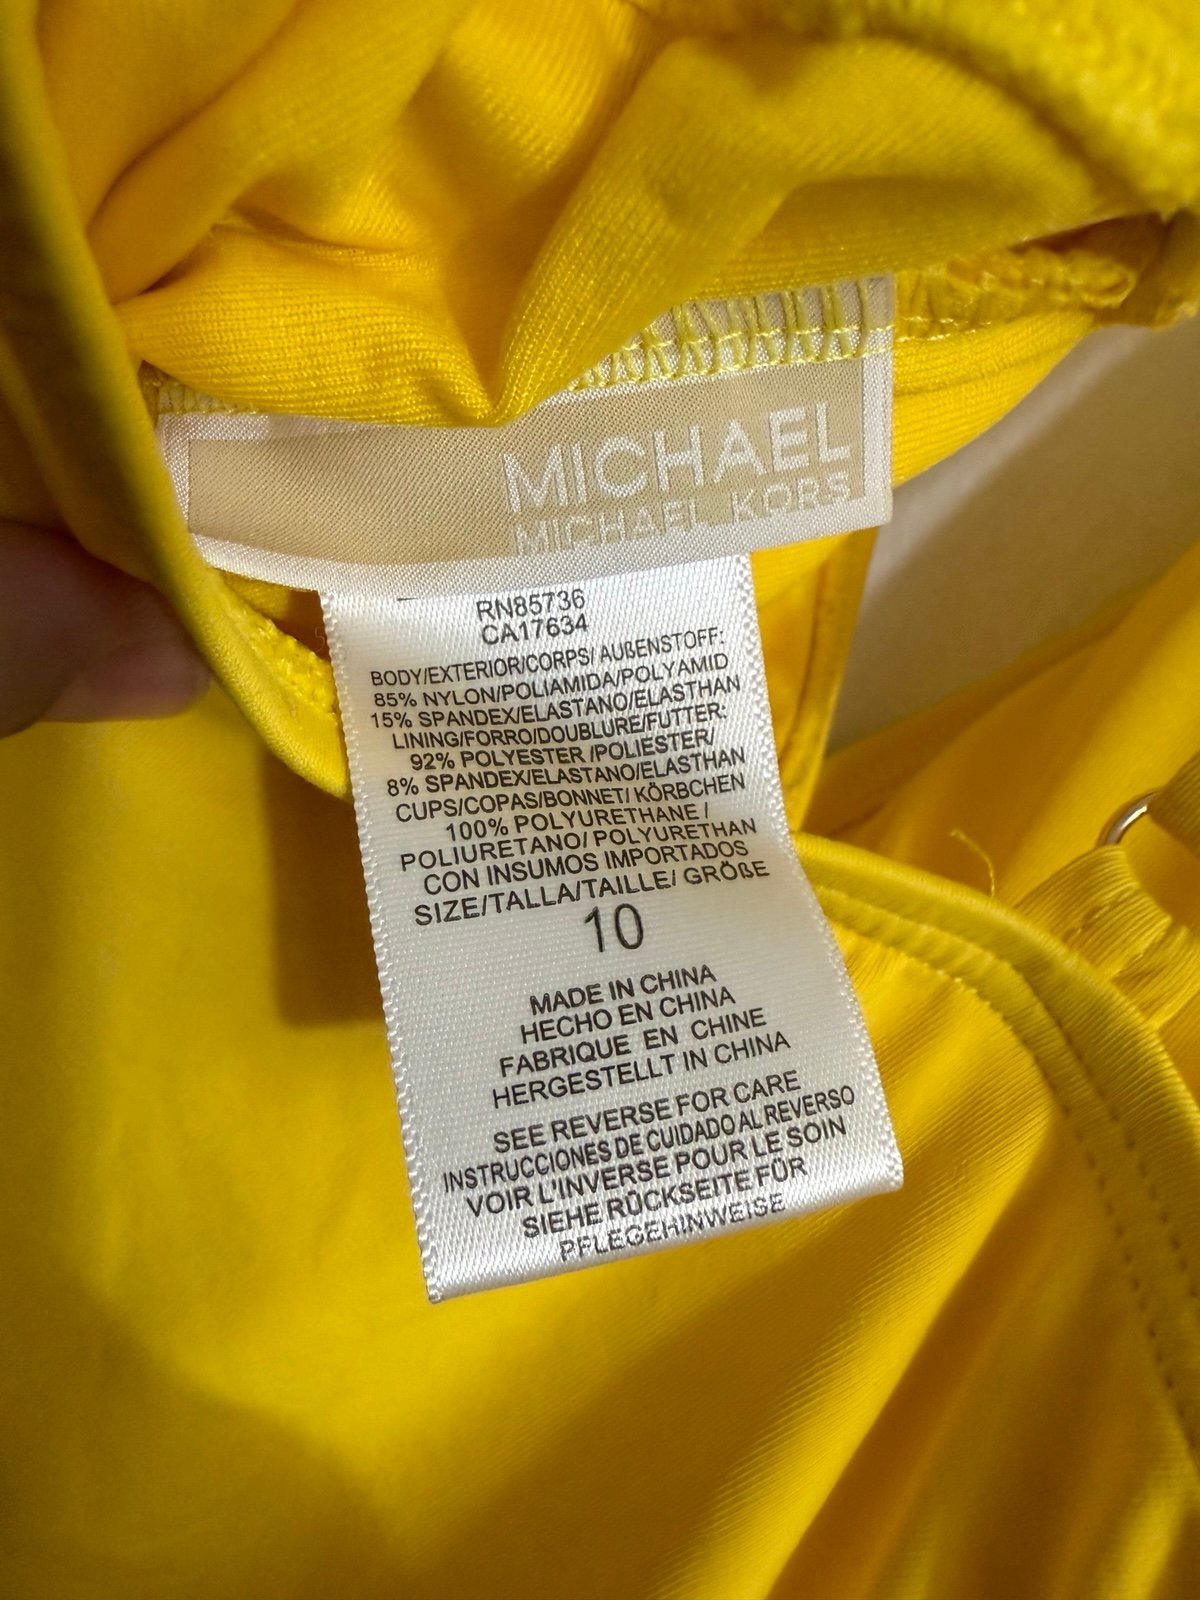 MICHAEL
MICHAEL KORS
RN85736
CA17634
BODY/EXTERIOR/CORPS/ AUßENSTOFF:
85% NYLON/POLIAMIDA/POLYAMID
15% SPANDEX/ELASTANO/ELASTHAN
LINING/FORRO/DOUBLURE/FUTTER:
92% POLYESTER /POLIESTER/
8% SPANDEX/ELASTANO/ELASTHAN
CUPS/COPAS/BONNET/ KÖRBCHEN
100% POLYURETHANE /
POLIURETANO/ POLYURETHAN
CON INSUMOS IMPORTADOS
SIZE/TALLA/TAILLE/ GRÖßE
10
MADE IN CHINA
HECHO EN CHINA
FABRIQUE EN CHINE
HERGESTELLT IN CHINA
SEE REVERSE FOR CARE
INSTRUCCIONES DE CUIDADO AL REVERSO
VOIR L'INVERSE POUR LE SOIN
SIEHE RÜCKSEITE FÜR
PFLEGEHINWEISE